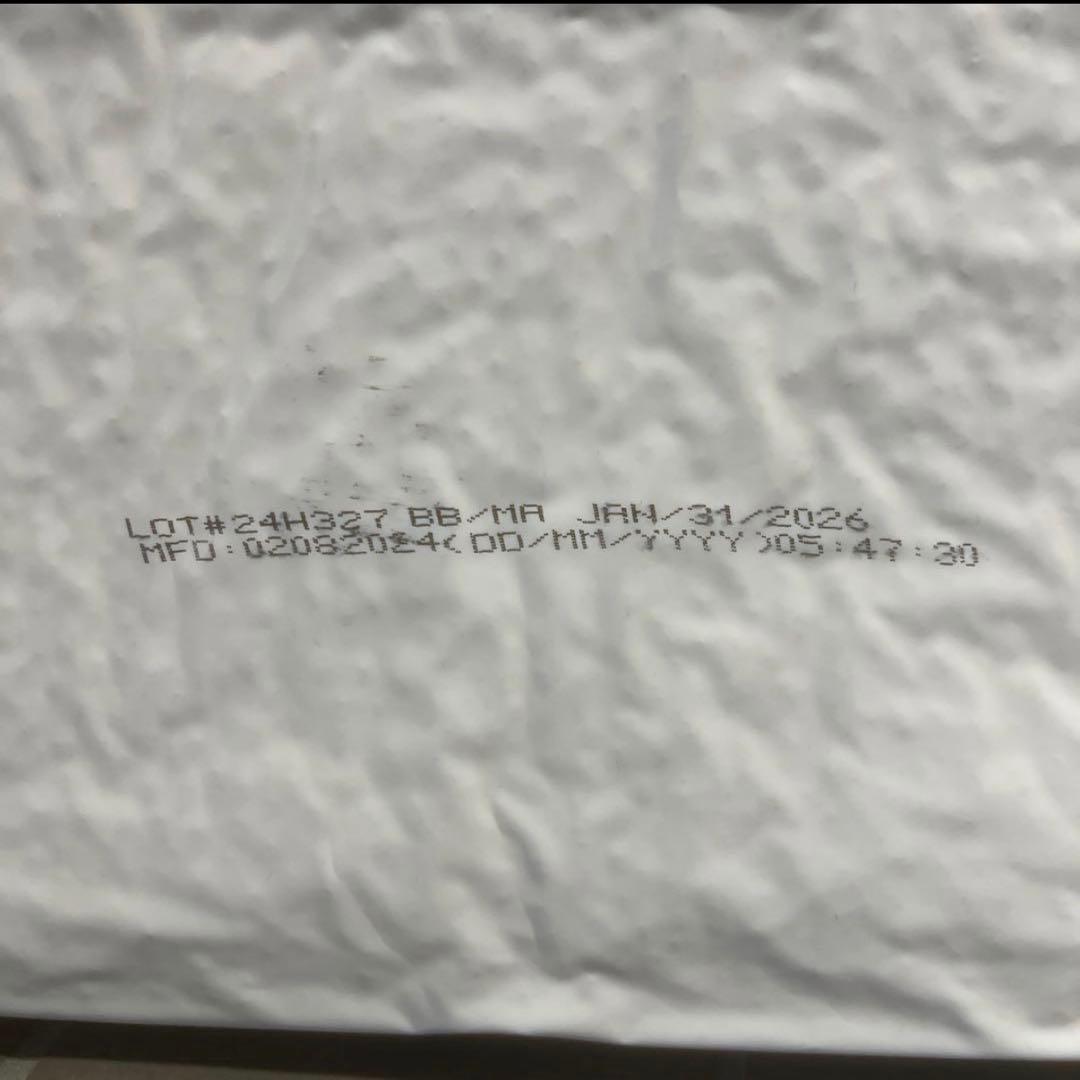 LOT#24H327 BB/MA JAN/31/2026
MFD:02082024(DD/MM/YYYY)05:47:30